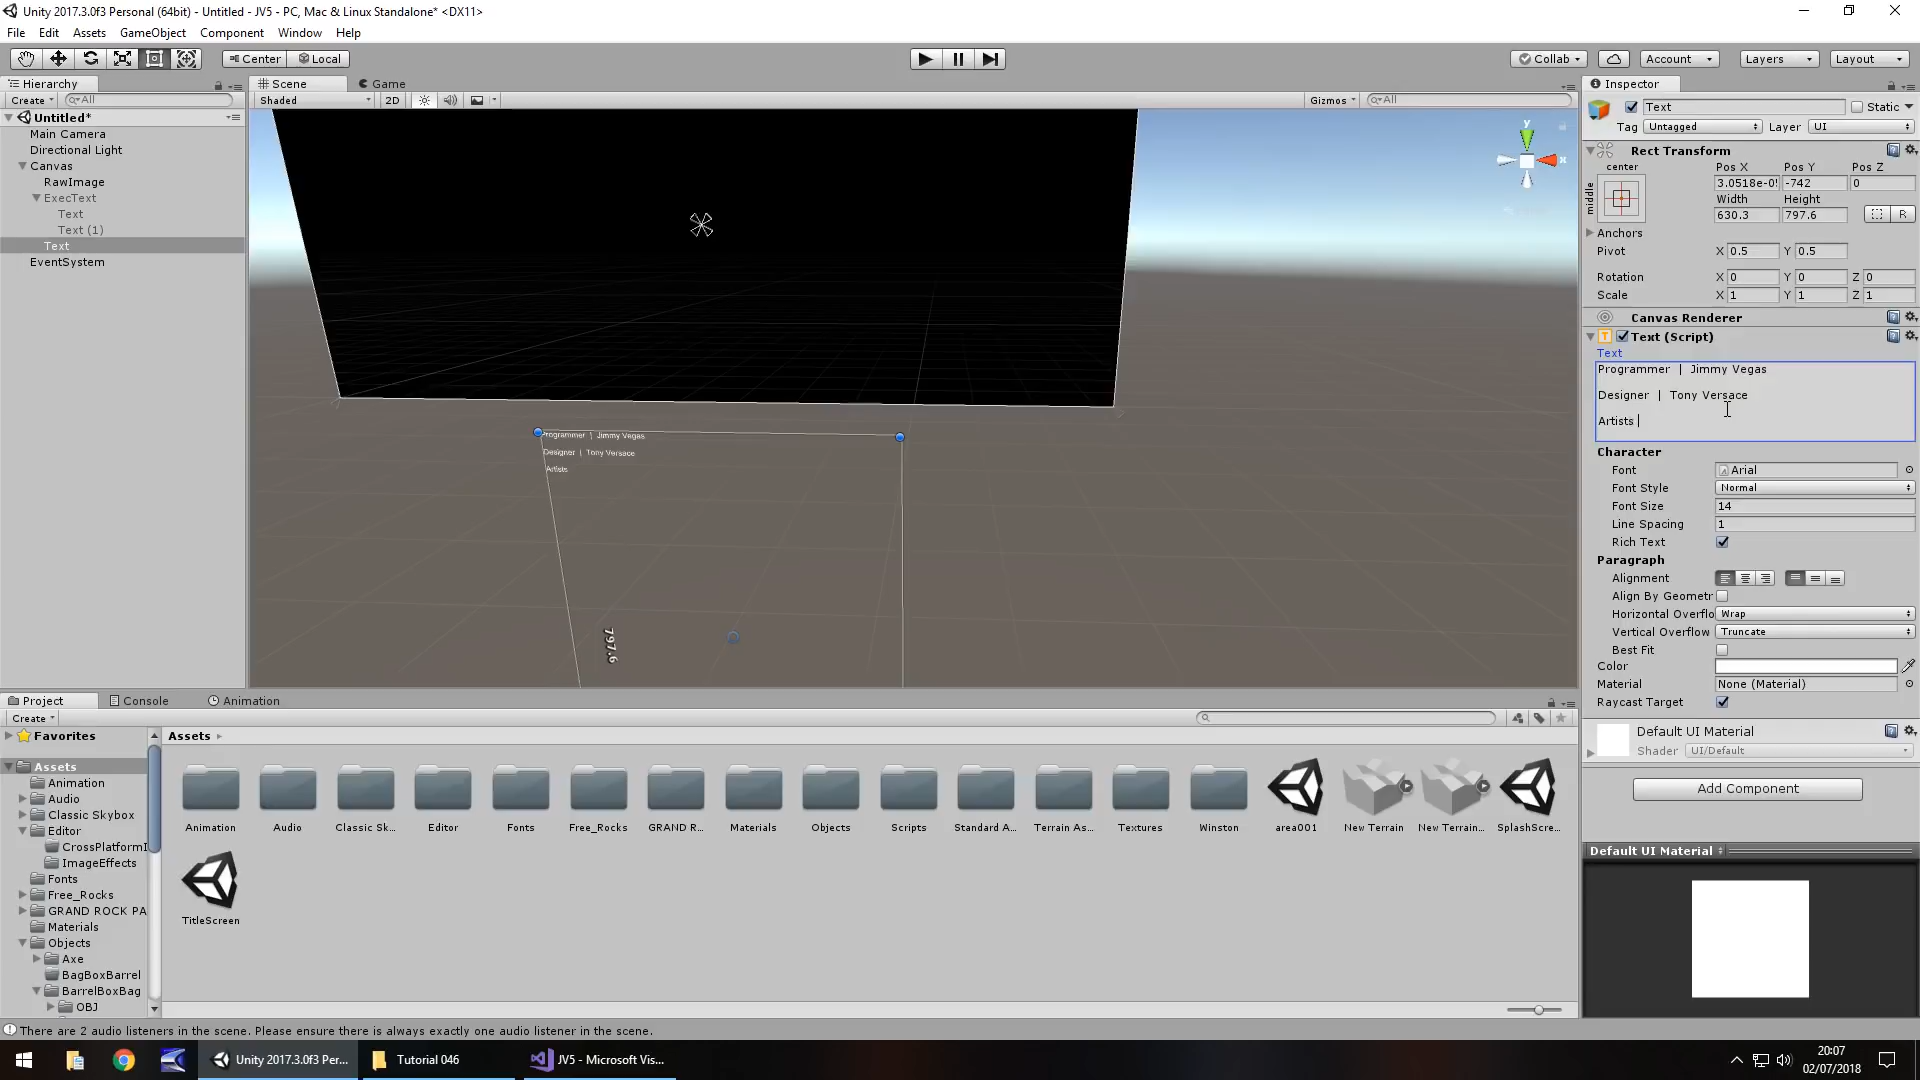 Unity 2017.3.0f3 Personal (64bit) - Untitled - JV5 - PC, Mac & Linux Standalone* <DX11>
File Edit Assets GameObject Component Window Help
Center Local Collab Account Layers Layout
Hierarchy Scene Game Inspector
Create All Shaded 2D Gizmos All
Text Static
Tag Untagged Layer UI
Untitled*
Main Camera
Directional Light
Canvas
RawImage
ExecText
Text
Text (1)
Text
EventSystem
Rect Transform
center Pos X Pos Y Pos Z
middle 3.0518e-0 -742 0
Width Height
630.3 797.6 R
Anchors
Pivot X 0.5 Y 0.5
Rotation X 0 Y 0 Z 0
Scale X 1 Y 1 Z 1
Canvas Renderer
Text (Script)
Text
Programmer | Jimmy Vegas
Designer | Tony Versace
Artists
Character
Font Arial
Font Style Normal
Font Size 14
Line Spacing 1
Rich Text
Paragraph
Alignment
Align By Geometr
Horizontal Overflo Wrap
Vertical Overflow Truncate
Best Fit
Color
Material None (Material)
Raycast Target
Default UI Material
Shader UI/Default
Add Component
Default UI Material
y
x
Programmer | Jimmy Vegas
Designer | Tony Versace
Artists
797.6
Project Console Animation
Create
Favorites
Assets
Animation
Audio
Classic Skybox
Editor
CrossPlatformI
ImageEffects
Fonts
Free_Rocks
GRAND ROCK PA
Materials
Objects
Axe
BagBoxBarrel
BarrelBoxBag
OBJ
Assets
Animation Audio Classic Sk... Editor Fonts Free_Rocks GRAND R... Materials Objects Scripts Standard A... Terrain As... Textures Winston area001 New Terrain New Terrain... SplashScre...
TitleScreen
There are 2 audio listeners in the scene. Please ensure there is always exactly one audio listener in the scene.
Unity 2017.3.0f3 Per... Tutorial 046 JV5 - Microsoft Vis...
20:07
02/07/2018